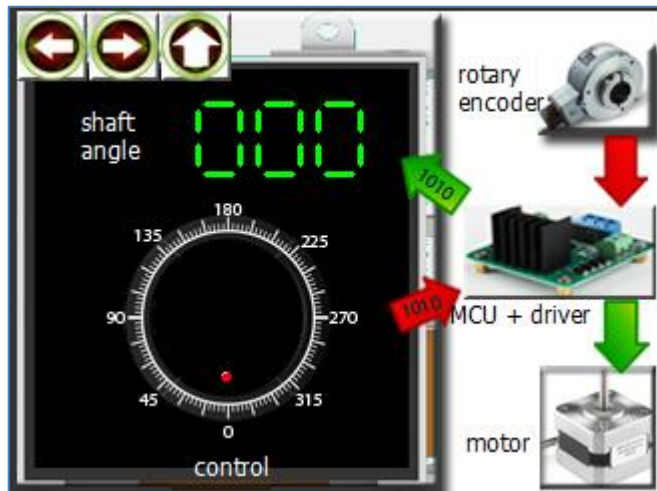 shaft
angle
000
rotary
encoder
1010
180
135
225
90
270
45
315
0
1010
MCU + driver
control
motor